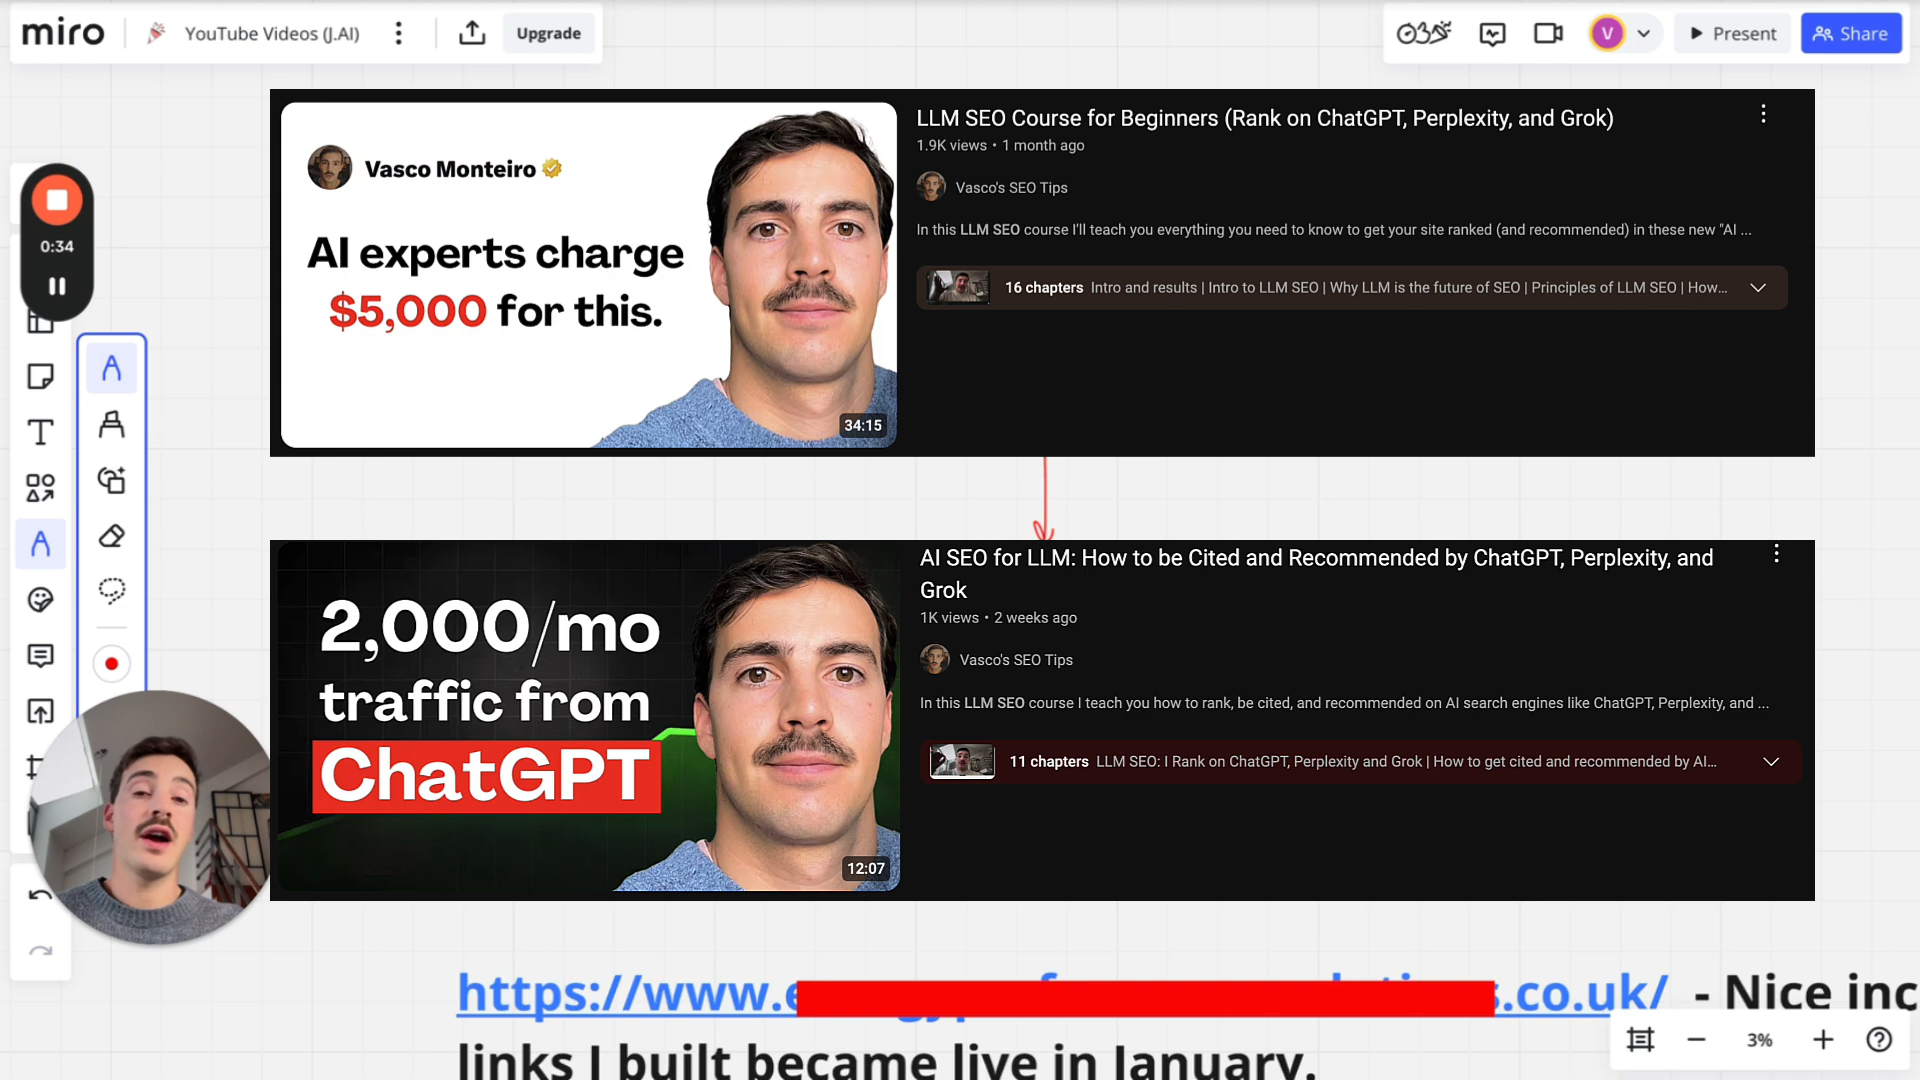 miro
YouTube Videos (J.AI)
Upgrade
V
Present
Share
0:34
Vasco Monteiro
AI experts charge
$5,000 for this.
34:15
LLM SEO Course for Beginners (Rank on ChatGPT, Perplexity, and Grok)
1.9K views • 1 month ago
Vasco's SEO Tips
In this LLM SEO course I'll teach you everything you need to know to get your site ranked (and recommended) in these new "AI ...
16 chapters Intro and results | Intro to LLM SEO | Why LLM is the future of SEO | Principles of LLM SEO | How...
2,000/mo
traffic from
ChatGPT
12:07
AI SEO for LLM: How to be Cited and Recommended by ChatGPT, Perplexity, and
Grok
1K views • 2 weeks ago
Vasco's SEO Tips
In this LLM SEO course I teach you how to rank, be cited, and recommended on AI search engines like ChatGPT, Perplexity, and ...
11 chapters LLM SEO: I Rank on ChatGPT, Perplexity and Grok | How to get cited and recommended by AI...
https://www. .co.uk/ - Nice inc
links I built became live in January.
3%